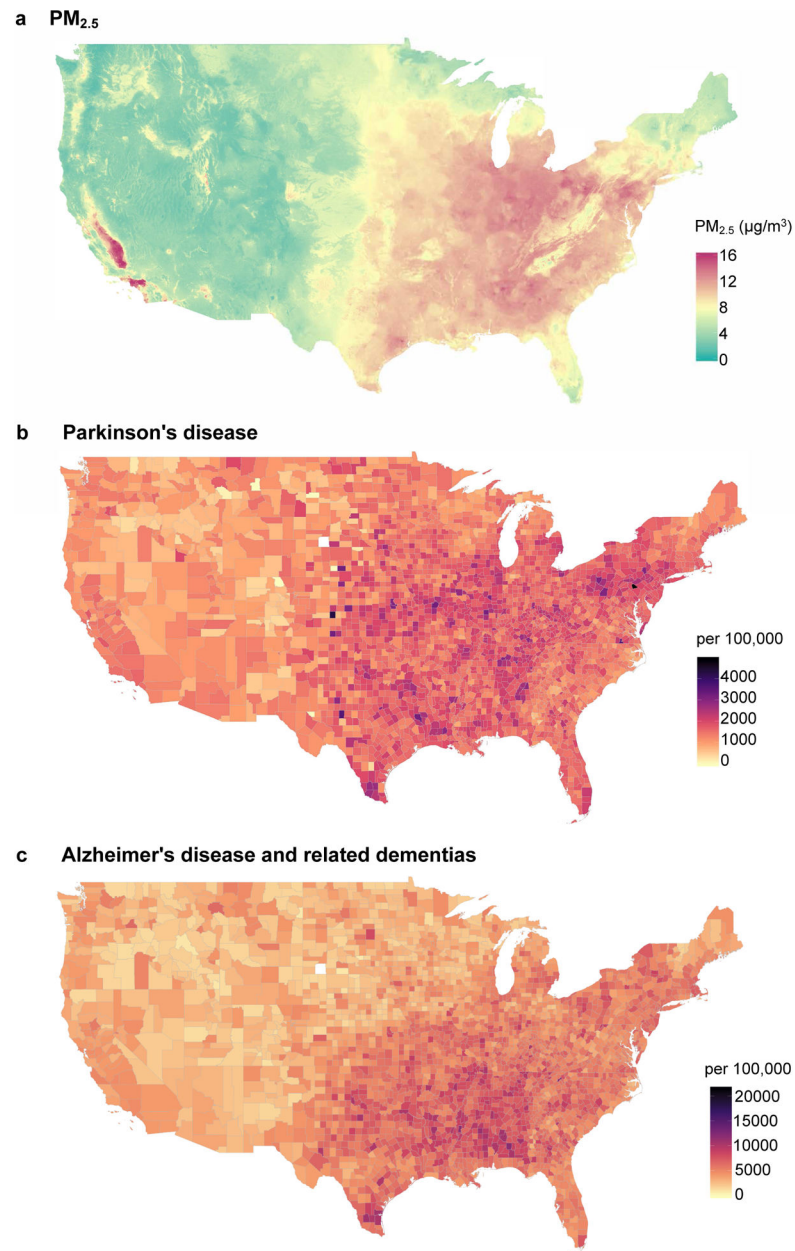 a PM2.5
PM2.5 (µg/m³)
16
12
8
4
0
b Parkinson's disease
per 100,000
4000
3000
2000
1000
0
c Alzheimer's disease and related dementias
per 100,000
20000
15000
10000
5000
0